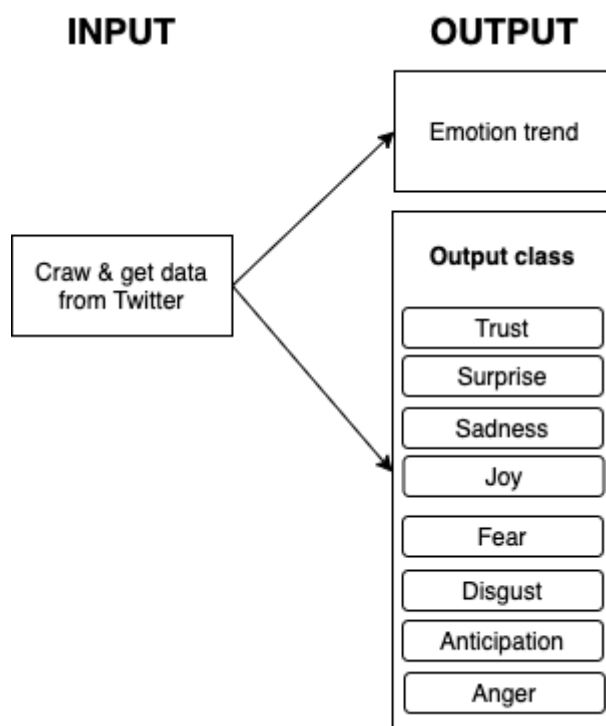 INPUT
OUTPUT
Emotion trend
Craw & get data
from Twitter
Output class
Trust
Surprise
Sadness
Joy
Fear
Disgust
Anticipation
Anger